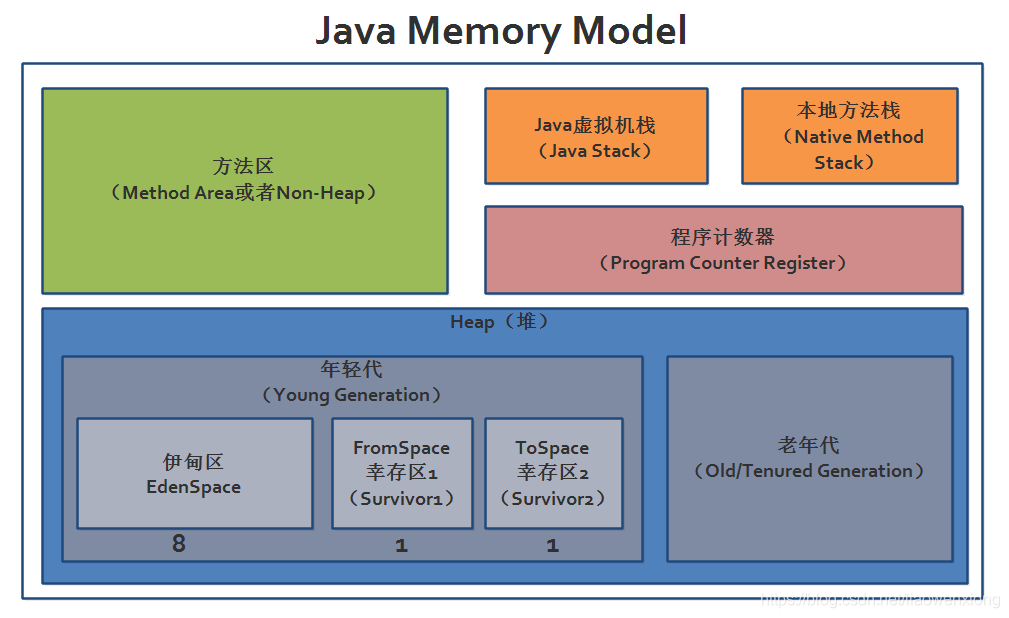 Java Memory Model
方法区
（Method Area或者Non-Heap）
Java虚拟机栈
（Java Stack）
本地方法栈
（Native Method
Stack）
程序计数器
（Program Counter Register）
Heap（堆）
年轻代
（Young Generation）
伊甸区
EdenSpace
FromSpace
幸存区1
（Survivor1）
ToSpace
幸存区2
（Survivor2）
8
1
1
老年代
（Old/Tenured Generation）
https://blog.csdn.net/liaowenxiong